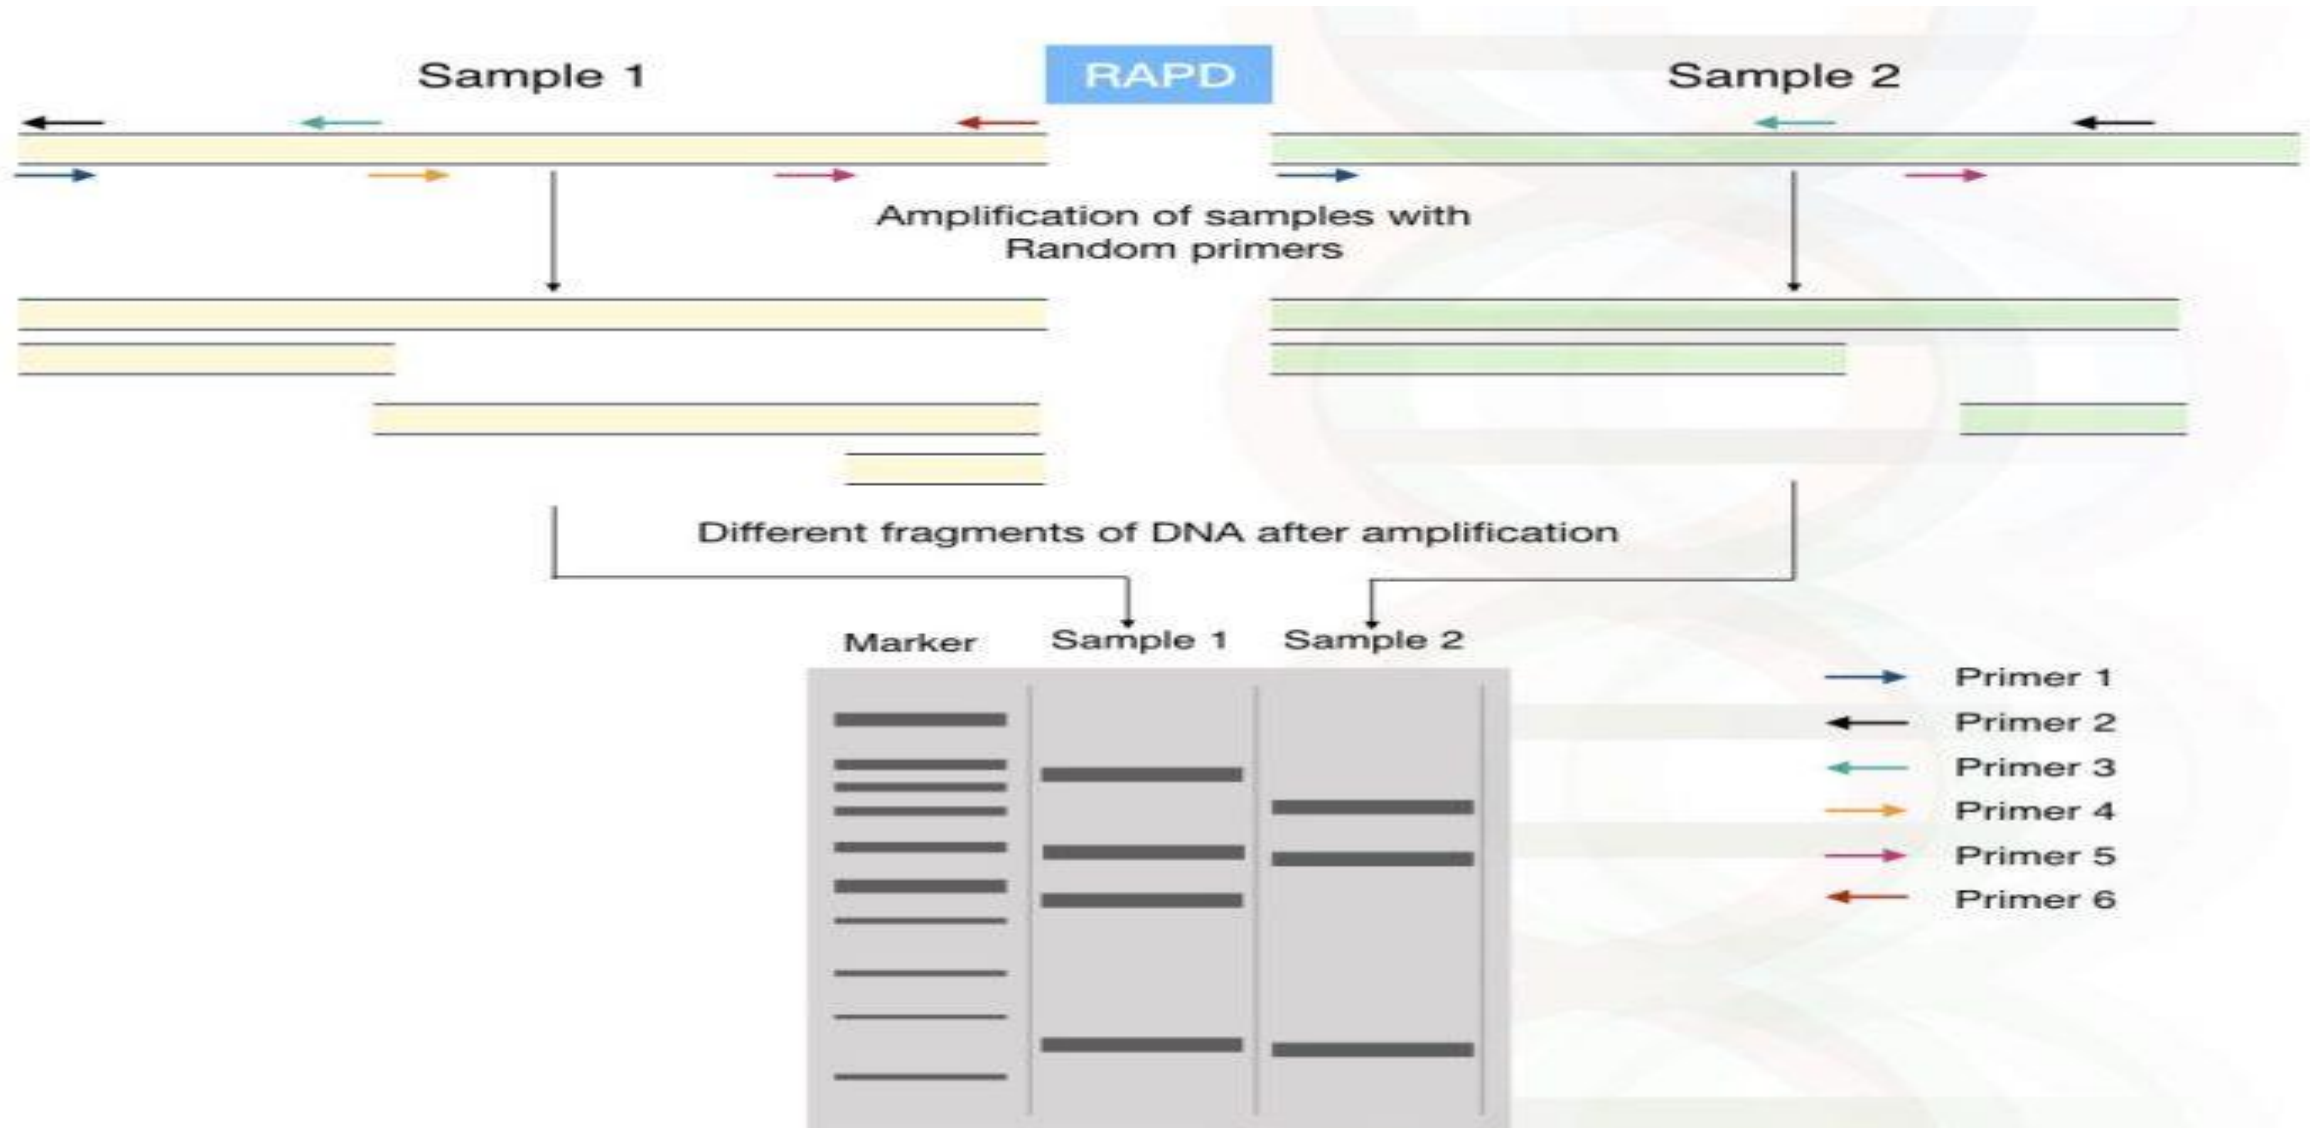 Sample 1
RAPD
Sample 2
Amplification of samples with
Random primers
Different fragments of DNA after amplification
Marker
Sample 1
Sample 2
Primer 1
Primer 2
Primer 3
Primer 4
Primer 5
Primer 6